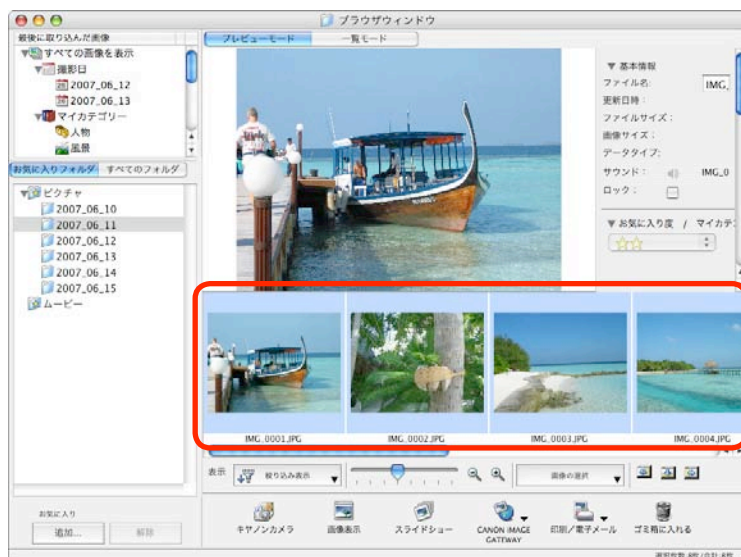 ブラウザウィンドウ
最後に取り込んだ画像
すべての画像を表示
撮影日
2007_06_12
2007_06_13
マイカテゴリー
人物
風景
お気に入りフォルダ すべてのフォルダ
ピクチャ
2007_06_10
2007_06_11
2007_06_12
2007_06_13
2007_06_14
2007_06_15
ムービー
お気に入り
追加... 解除
プレビューモード 一覧モード
基本情報
ファイル名: IMG_
更新日時:
ファイルサイズ:
画像サイズ:
データタイプ:
サウンド: IMG_0
ロック:
お気に入り度 / マイカテ
IMG_0001.JPG IMG_0002.JPG IMG_0003.JPG IMG_0004.JPG
表示 絞り込み表示 画像の選択
キヤノンカメラ 画像表示 スライドショー CANON IMAGE GATEWAY 印刷/電子メール ゴミ箱に入れる